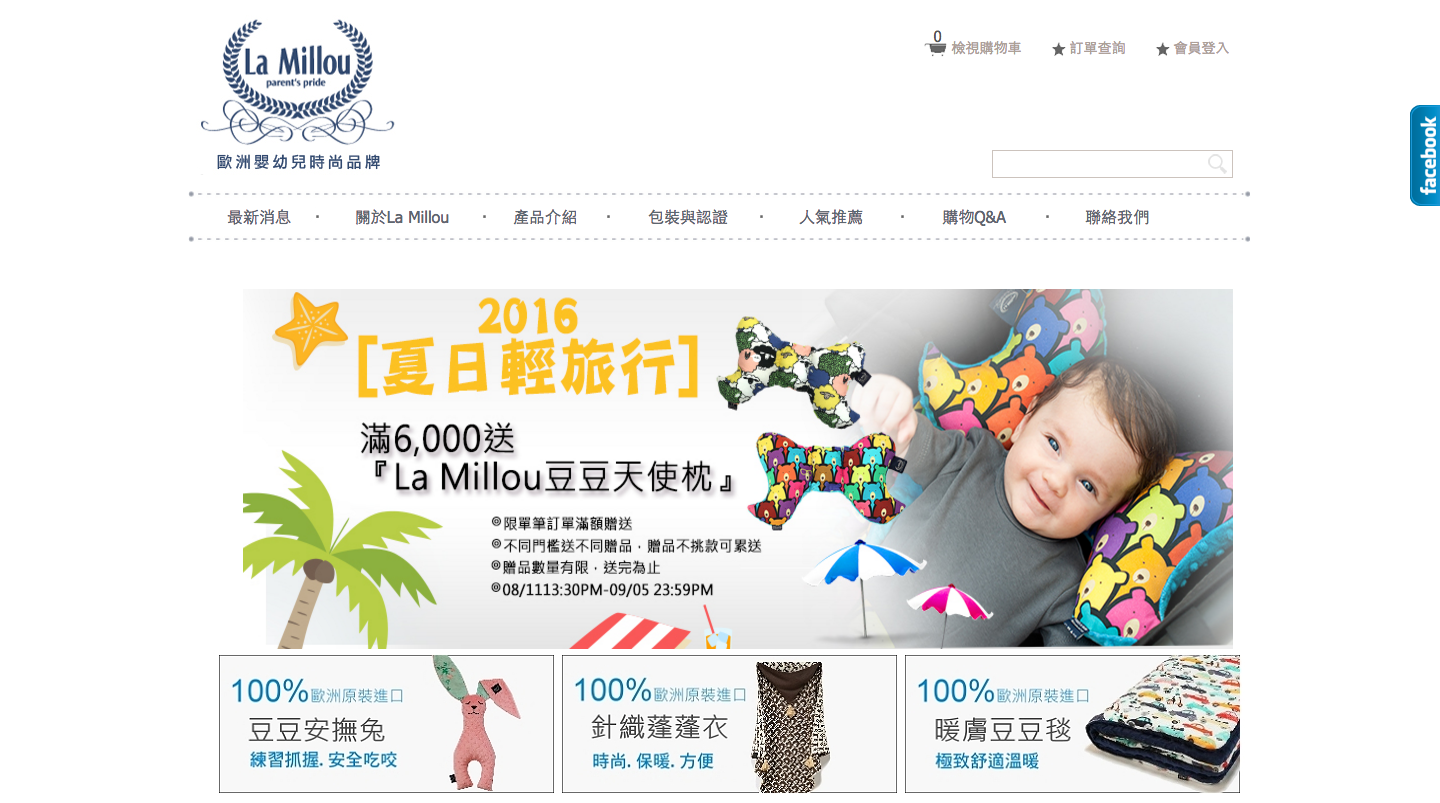 La Millou
parent's pride
歐洲嬰幼兒時尚品牌
0
檢視購物車
訂單查詢
會員登入
facebook
最新消息
關於La Millou
產品介紹
包裝與認證
人氣推薦
購物Q&A
聯絡我們
2016
[夏日輕旅行]
滿6,000送
『La Millou豆豆天使枕』
限單筆訂單滿額贈送
不同門檻送不同贈品，贈品不挑款可累送
贈品數量有限，送完為止
08/1113:30PM-09/05 23:59PM
100%歐洲原裝進口
豆豆安撫兔
練習抓握. 安全吃咬
100%歐洲原裝進口
針織蓬蓬衣
時尚. 保暖. 方便
100%歐洲原裝進口
暖膚豆豆毯
極致舒適溫暖